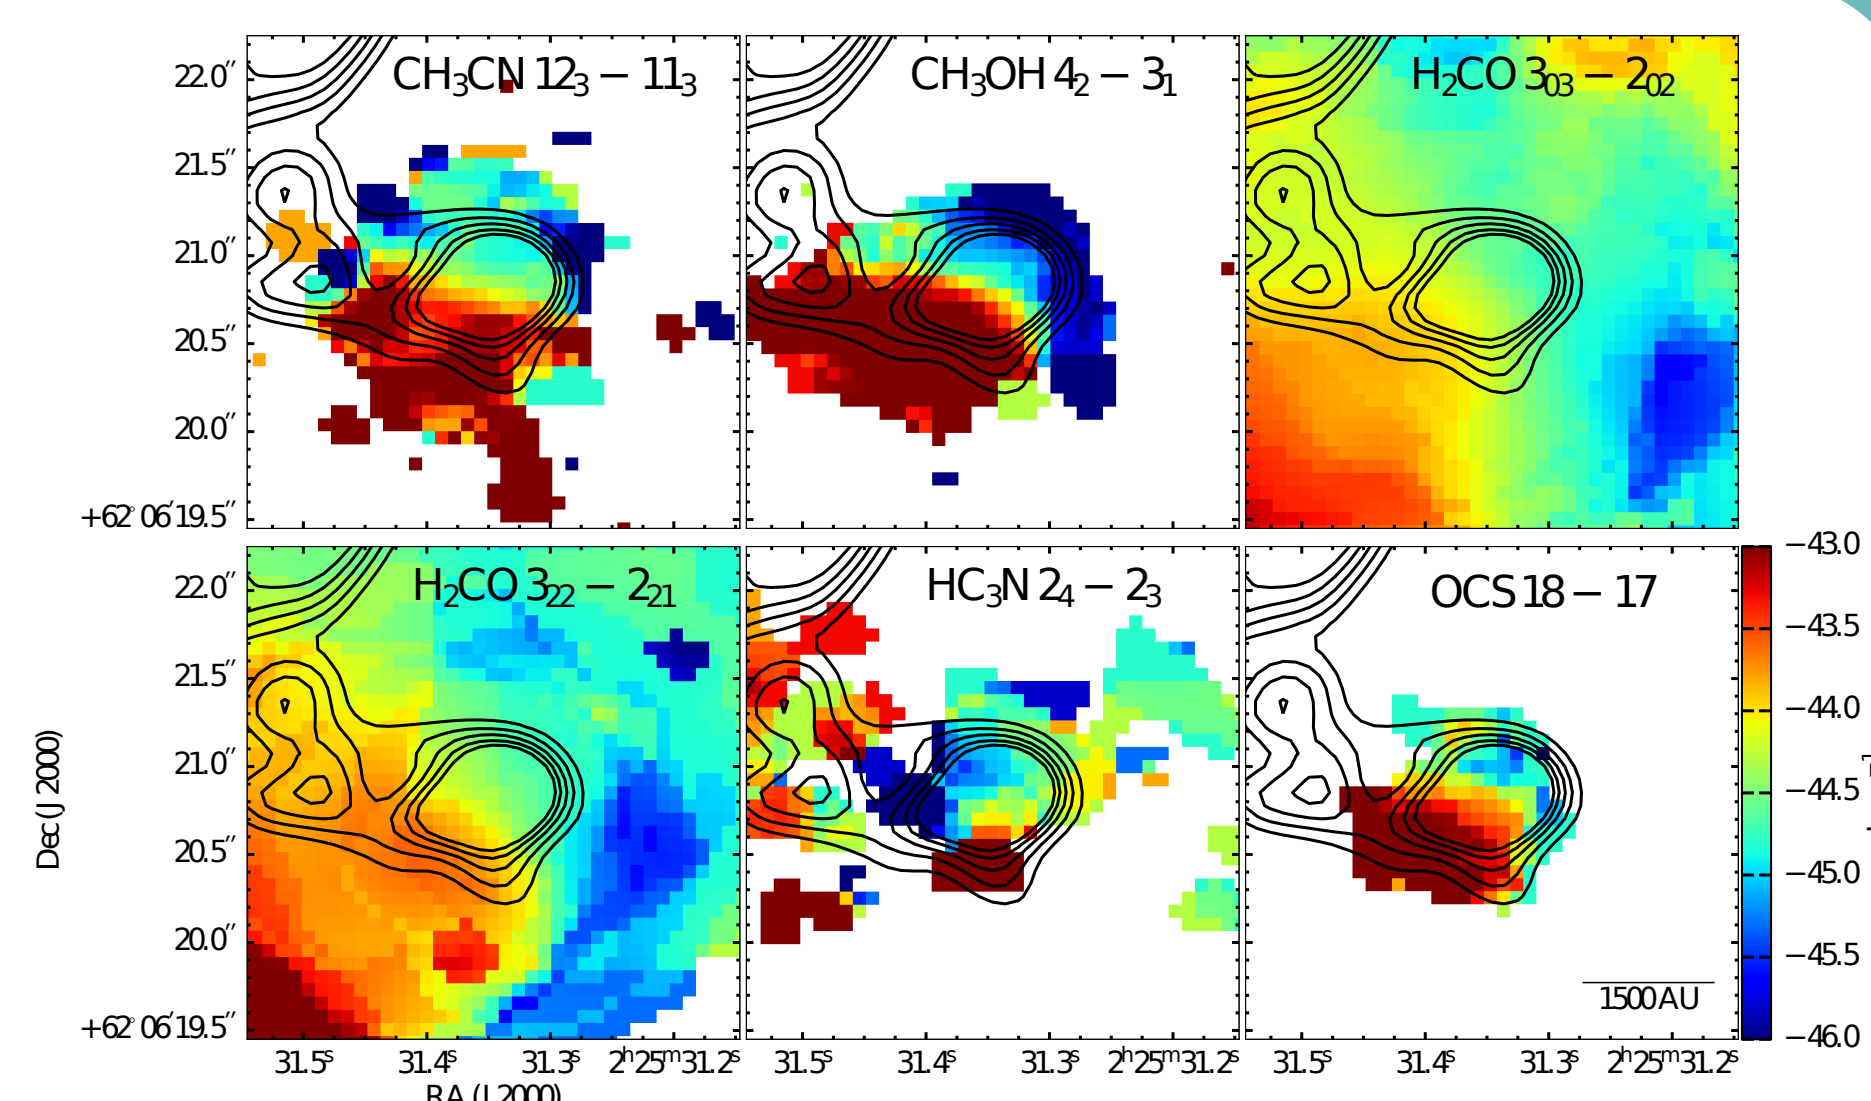 CH₃CN 12₃ − 11₃
CH₃OH 4₂ − 3₁
H₂CO 3₀₃ − 2₀₂
22.0″
21.5″
21.0″
20.5″
20.0″
+62°06′19.5″
H₂CO 3₂₂ − 2₂₁
HC₃N 2₄ − 2₃
OCS 18 − 17
22.0″
21.5″
21.0″
20.5″
20.0″
+62°06′19.5″
Dec (J2000)
1500 AU
−43.0
−43.5
−44.0
−44.5
−45.0
−45.5
−46.0
31.5ˢ 31.4ˢ 31.3ˢ 2ʰ25ᵐ31.2ˢ
31.5ˢ 31.4ˢ 31.3ˢ 2ʰ25ᵐ31.2ˢ
31.5ˢ 31.4ˢ 31.3ˢ 2ʰ25ᵐ31.2ˢ
RA (J2000)